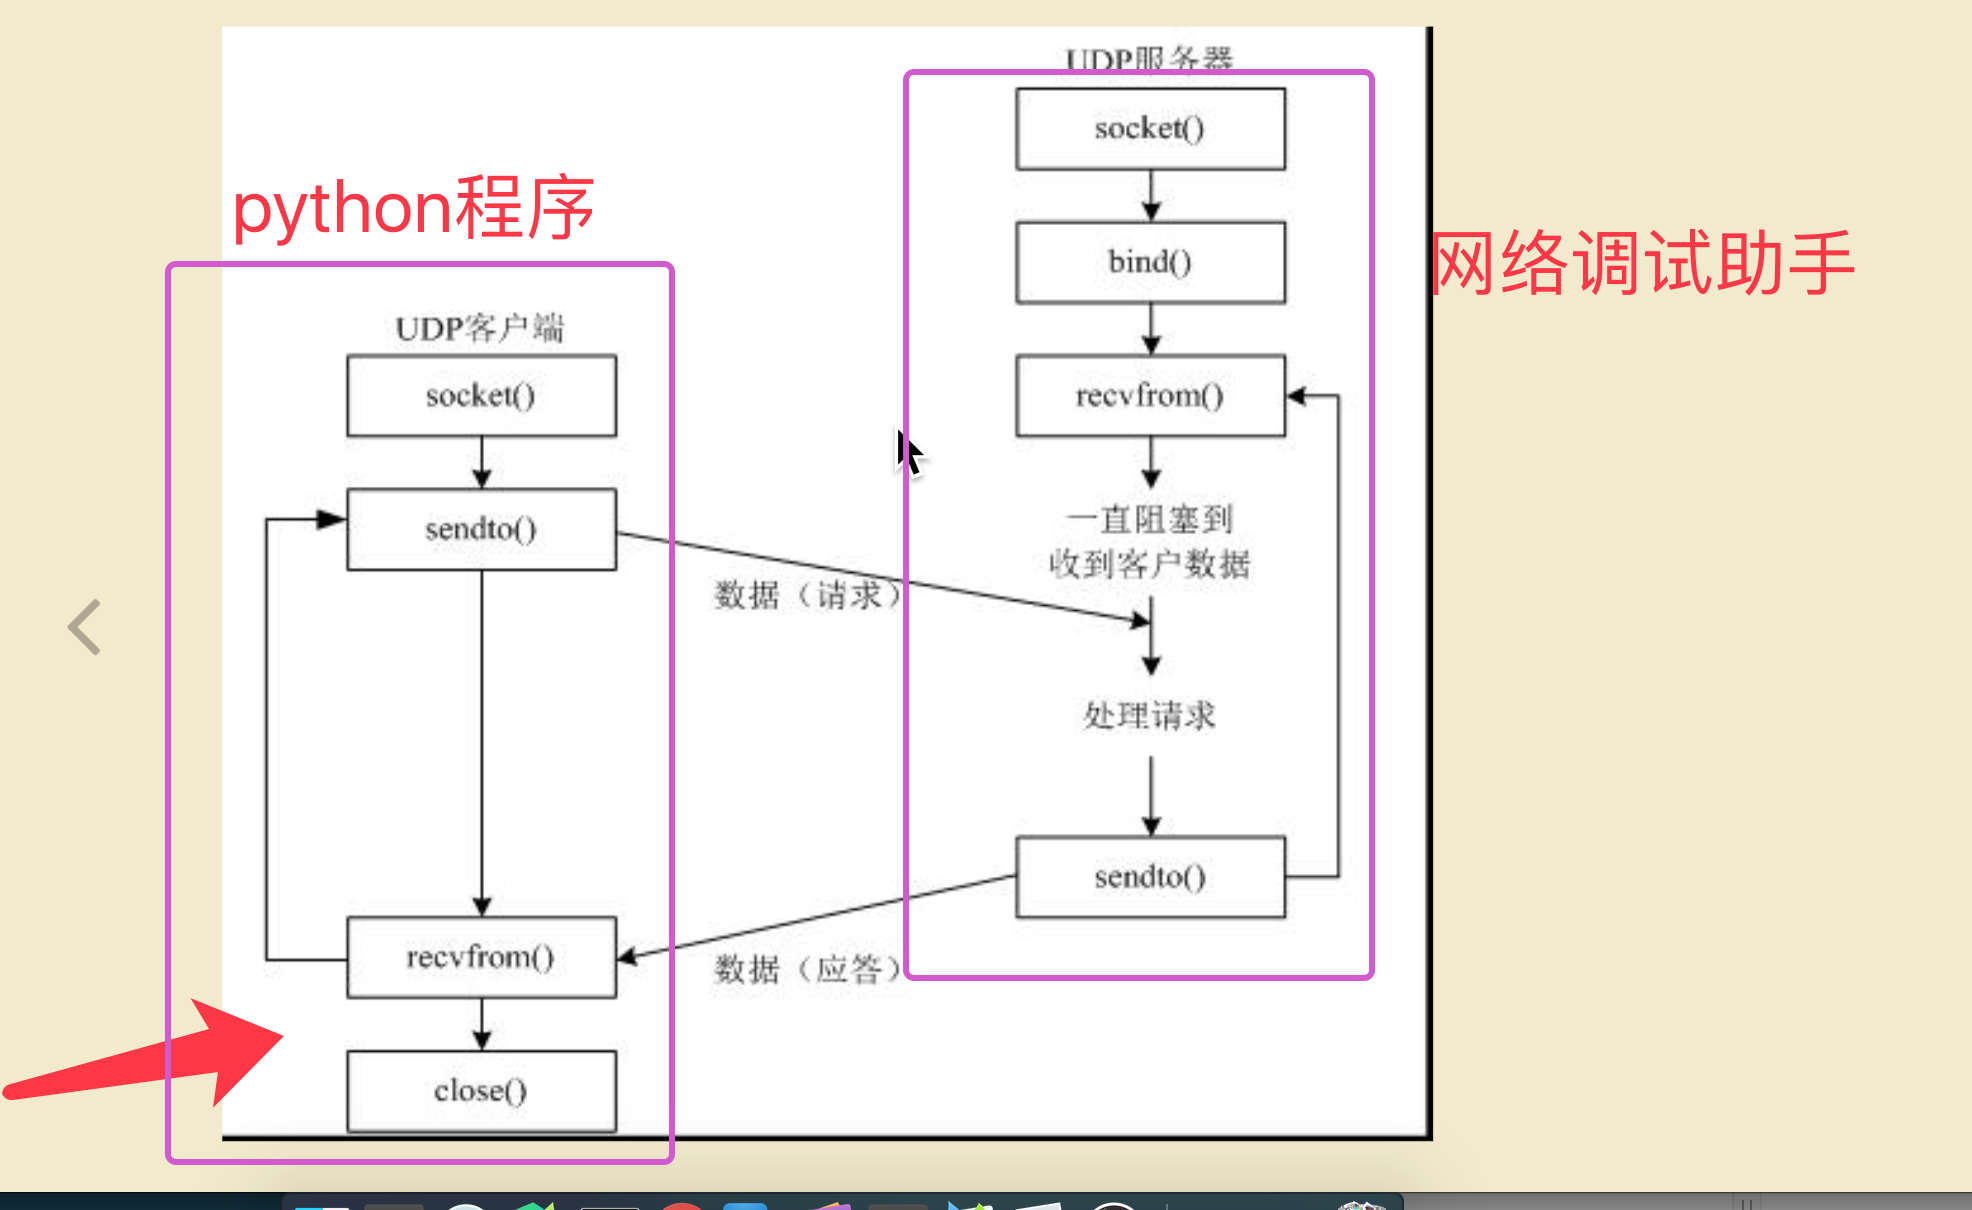 UDP服务器
socket()
bind()
recvfrom()
一直阻塞到
收到客户数据
处理请求
sendto()
网络调试助手
python程序
UDP客户端
socket()
sendto()
recvfrom()
close()
数据（请求）
数据（应答）